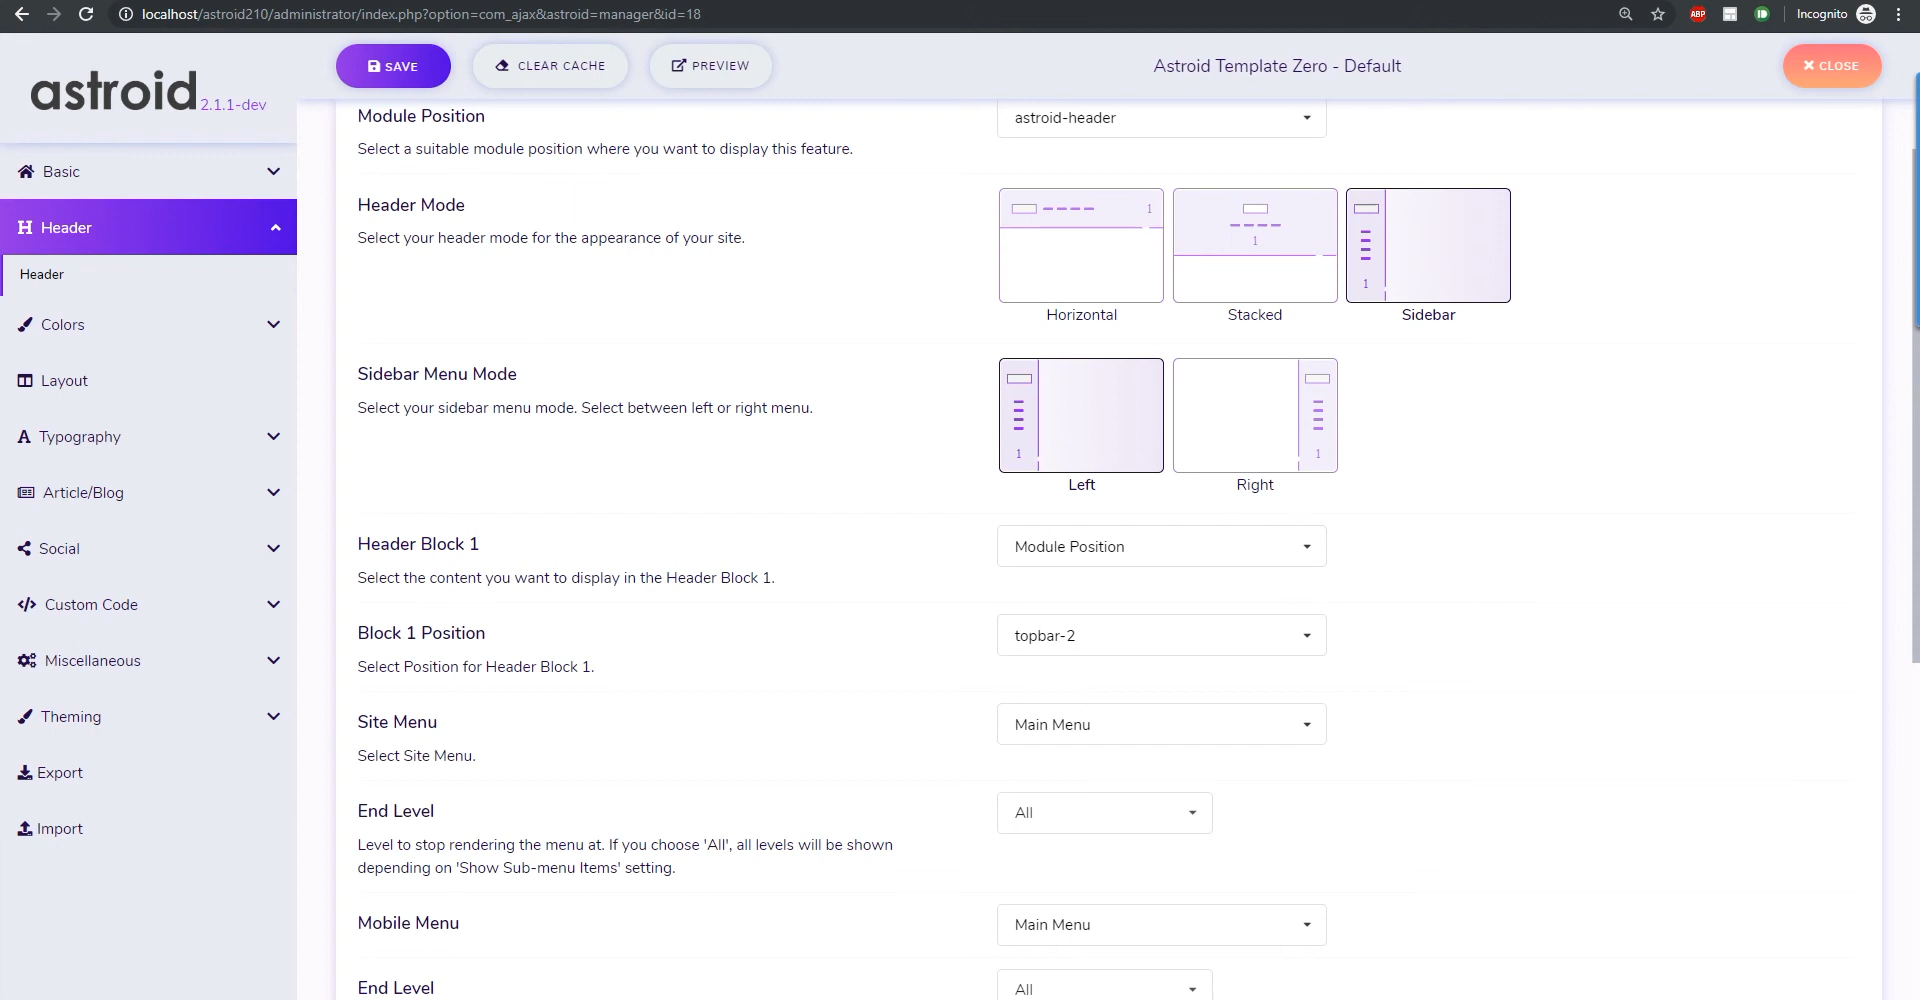 localhost/astroid210/administrator/index.php?option=com_ajax&astroid=manager&id=18
ABP
Incognito
astroid 2.1.1-dev
SAVE
CLEAR CACHE
PREVIEW
Astroid Template Zero - Default
CLOSE
Basic
Header
Header
Colors
Layout
Typography
Article/Blog
Social
Custom Code
Miscellaneous
Theming
Export
Import
Module Position
astroid-header
Select a suitable module position where you want to display this feature.
Header Mode
Select your header mode for the appearance of your site.
1
1
1
Horizontal
Stacked
Sidebar
Sidebar Menu Mode
Select your sidebar menu mode. Select between left or right menu.
1
1
Left
Right
Header Block 1
Module Position
Select the content you want to display in the Header Block 1.
Block 1 Position
topbar-2
Select Position for Header Block 1.
Site Menu
Main Menu
Select Site Menu.
End Level
All
Level to stop rendering the menu at. If you choose 'All', all levels will be shown
depending on 'Show Sub-menu Items' setting.
Mobile Menu
Main Menu
End Level
All